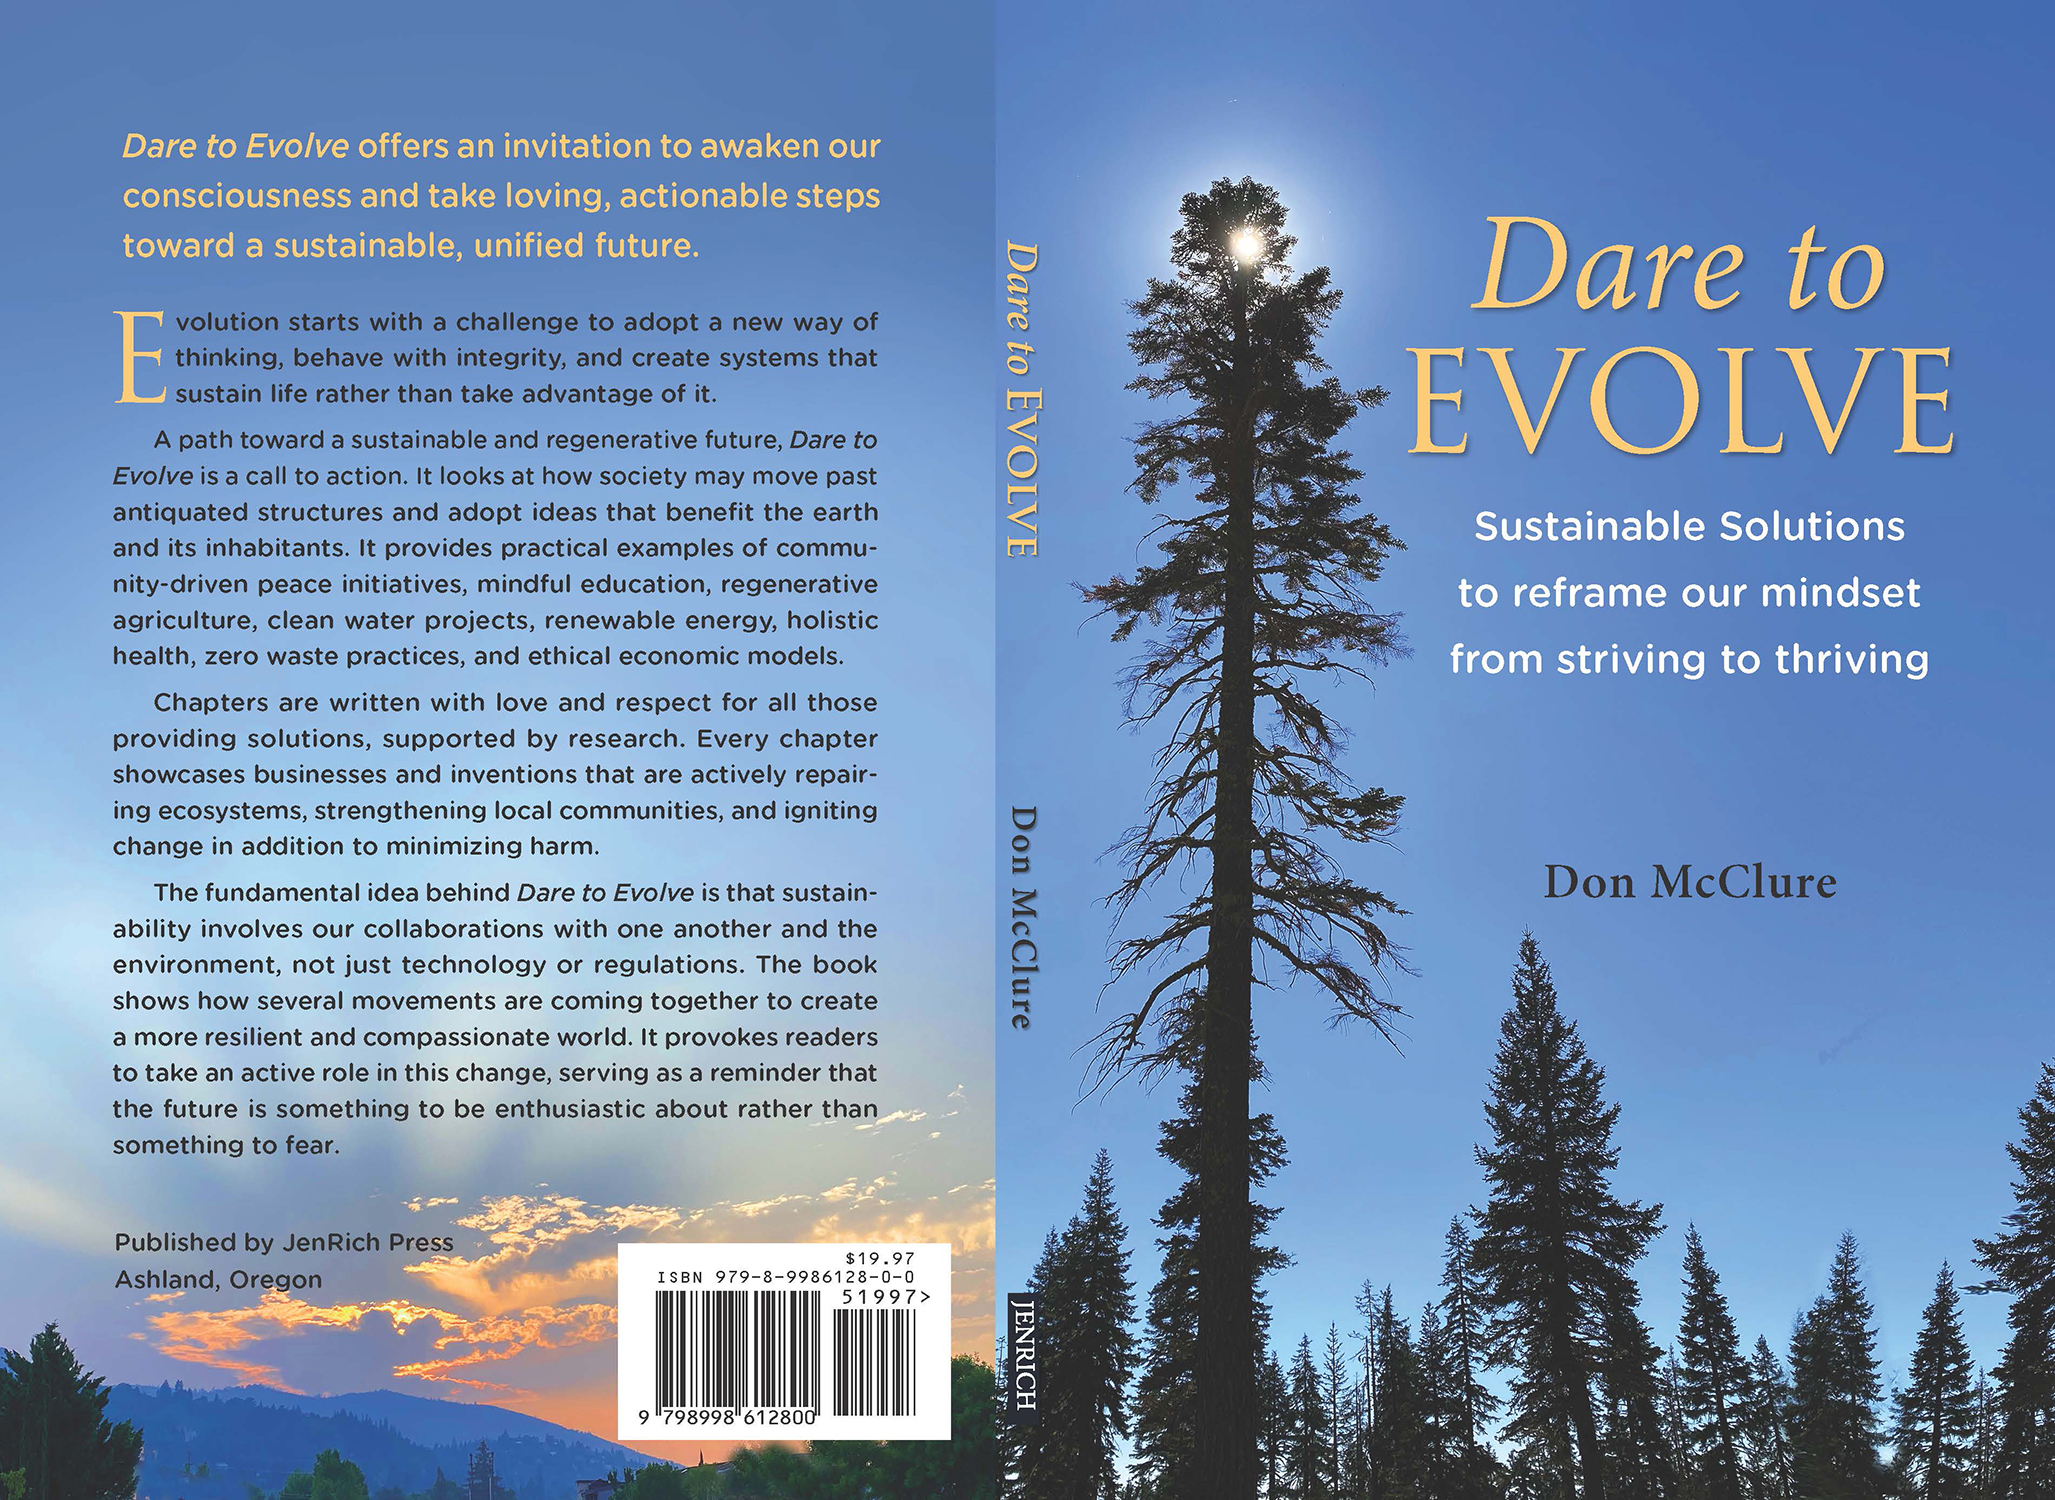 Dare to Evolve offers an invitation to awaken our
consciousness and take loving, actionable steps
toward a sustainable, unified future.
Evolution starts with a challenge to adopt a new way of
thinking, behave with integrity, and create systems that
sustain life rather than take advantage of it.
A path toward a sustainable and regenerative future, Dare to
Evolve is a call to action. It looks at how society may move past
antiquated structures and adopt ideas that benefit the earth
and its inhabitants. It provides practical examples of commu-
nity-driven peace initiatives, mindful education, regenerative
agriculture, clean water projects, renewable energy, holistic
health, zero waste practices, and ethical economic models.
Chapters are written with love and respect for all those
providing solutions, supported by research. Every chapter
showcases businesses and inventions that are actively repair-
ing ecosystems, strengthening local communities, and igniting
change in addition to minimizing harm.
The fundamental idea behind Dare to Evolve is that sustain-
ability involves our collaborations with one another and the
environment, not just technology or regulations. The book
shows how several movements are coming together to create
a more resilient and compassionate world. It provokes readers
to take an active role in this change, serving as a reminder that
the future is something to be enthusiastic about rather than
something to fear.
Published by JenRich Press
Ashland, Oregon
$19.97
ISBN 979-8-9986128-0-0
51997>
9 798998 612800
Dare to EVOLVE
Don McClure
JENRICH
Dare to
EVOLVE
Sustainable Solutions
to reframe our mindset
from striving to thriving
Don McClure